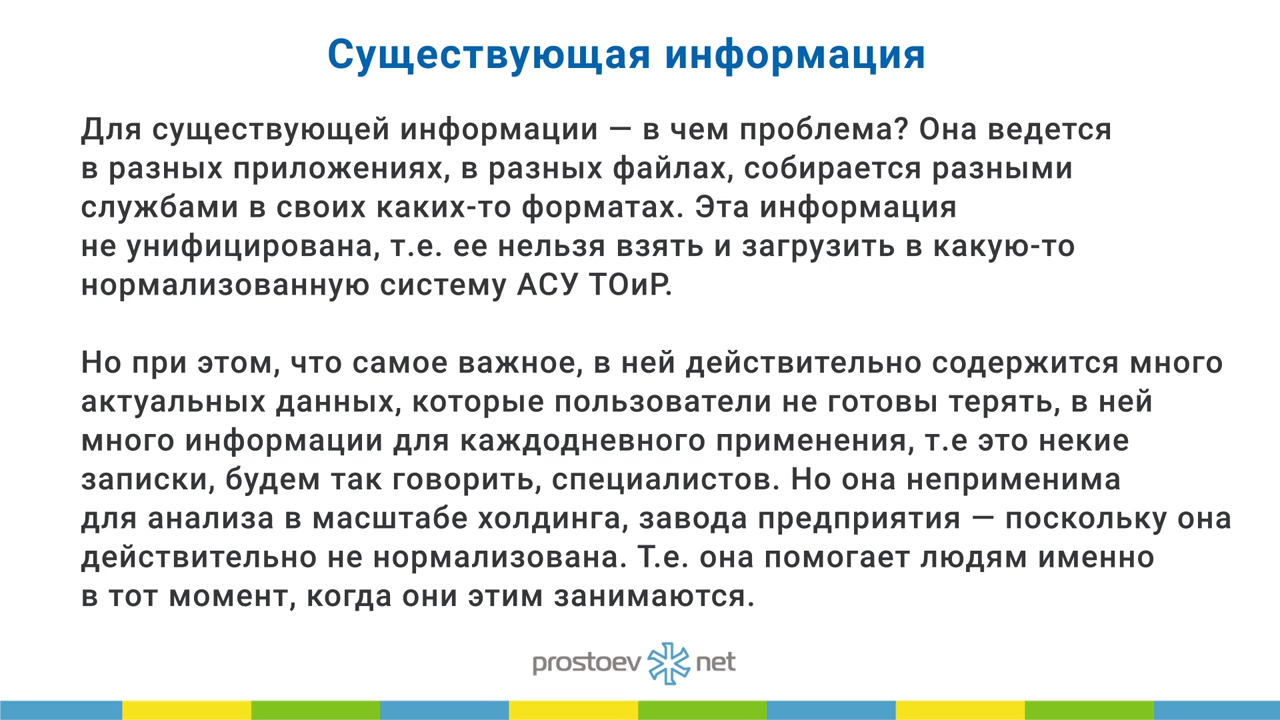 Существующая информация
Для существующей информации — в чем проблема? Она ведется
в разных приложениях, в разных файлах, собирается разными
службами в своих каких-то форматах. Эта информация
не унифицирована, т.е. ее нельзя взять и загрузить в какую-то
нормализованную систему АСУ ТОиР.
Но при этом, что самое важное, в ней действительно содержится много
актуальных данных, которые пользователи не готовы терять, в ней
много информации для каждодневного применения, т.е это некие
записки, будем так говорить, специалистов. Но она неприменима
для анализа в масштабе холдинга, завода предприятия — поскольку она
действительно не нормализована. Т.е. она помогает людям именно
в тот момент, когда они этим занимаются.
prostoev net